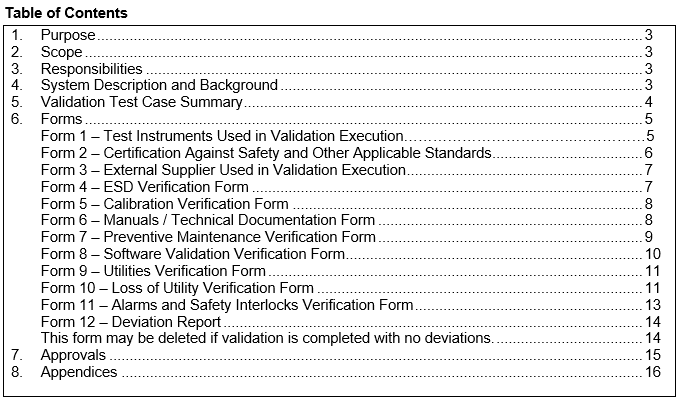 Table of Contents
1. Purpose 3
2. Scope 3
3. Responsibilities 3
4. System Description and Background 3
5. Validation Test Case Summary 4
6. Forms 5
Form 1 – Test Instruments Used in Validation Execution 5
Form 2 – Certification Against Safety and Other Applicable Standards 6
Form 3 – External Supplier Used in Validation Execution 7
Form 4 – ESD Verification Form 7
Form 5 – Calibration Verification Form 8
Form 6 – Manuals / Technical Documentation Form 8
Form 7 – Preventive Maintenance Verification Form 9
Form 8 – Software Validation Verification Form 10
Form 9 – Utilities Verification Form 11
Form 10 – Loss of Utility Verification Form 11
Form 11 – Alarms and Safety Interlocks Verification Form 13
Form 12 – Deviation Report 14
This form may be deleted if validation is completed with no deviations. 14
7. Approvals 15
8. Appendices 16